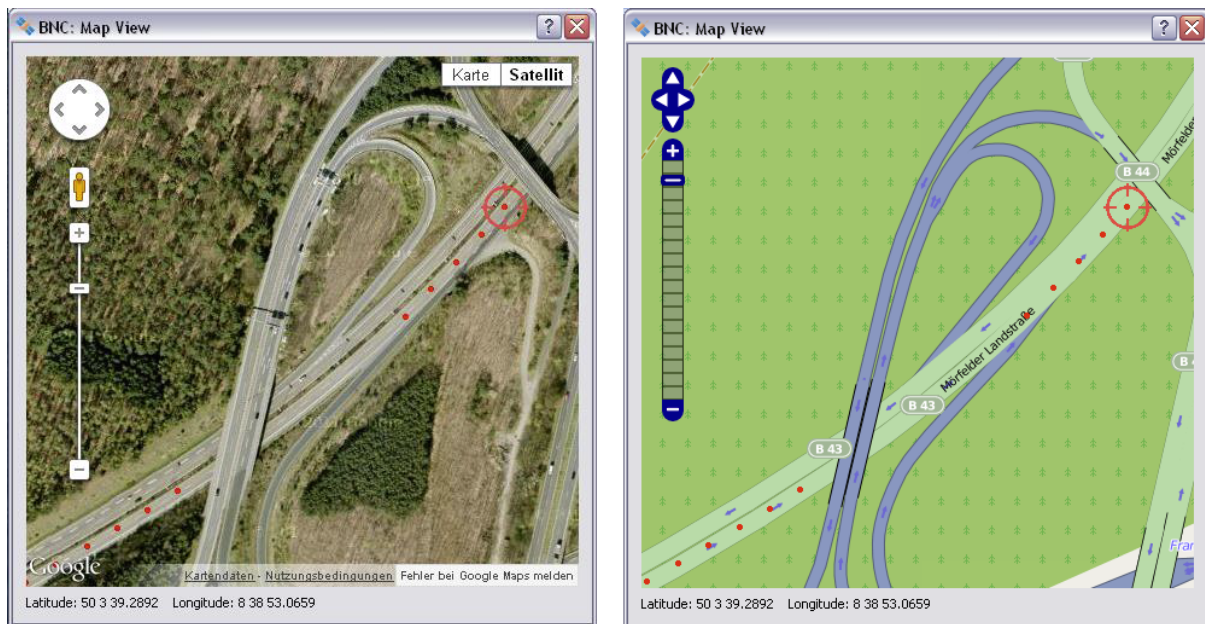 BNC: Map View
Karte
Satellit
Google
Kartendaten - Nutzungsbedingungen
Fehler bei Google Maps melden
Latitude: 50 3 39.2892 Longitude: 8 38 53.0659
BNC: Map View
Mörfelder
B 44
Mörfelder Landstraße
B 43
B 43
Fran
Latitude: 50 3 39.2892 Longitude: 8 38 53.0659